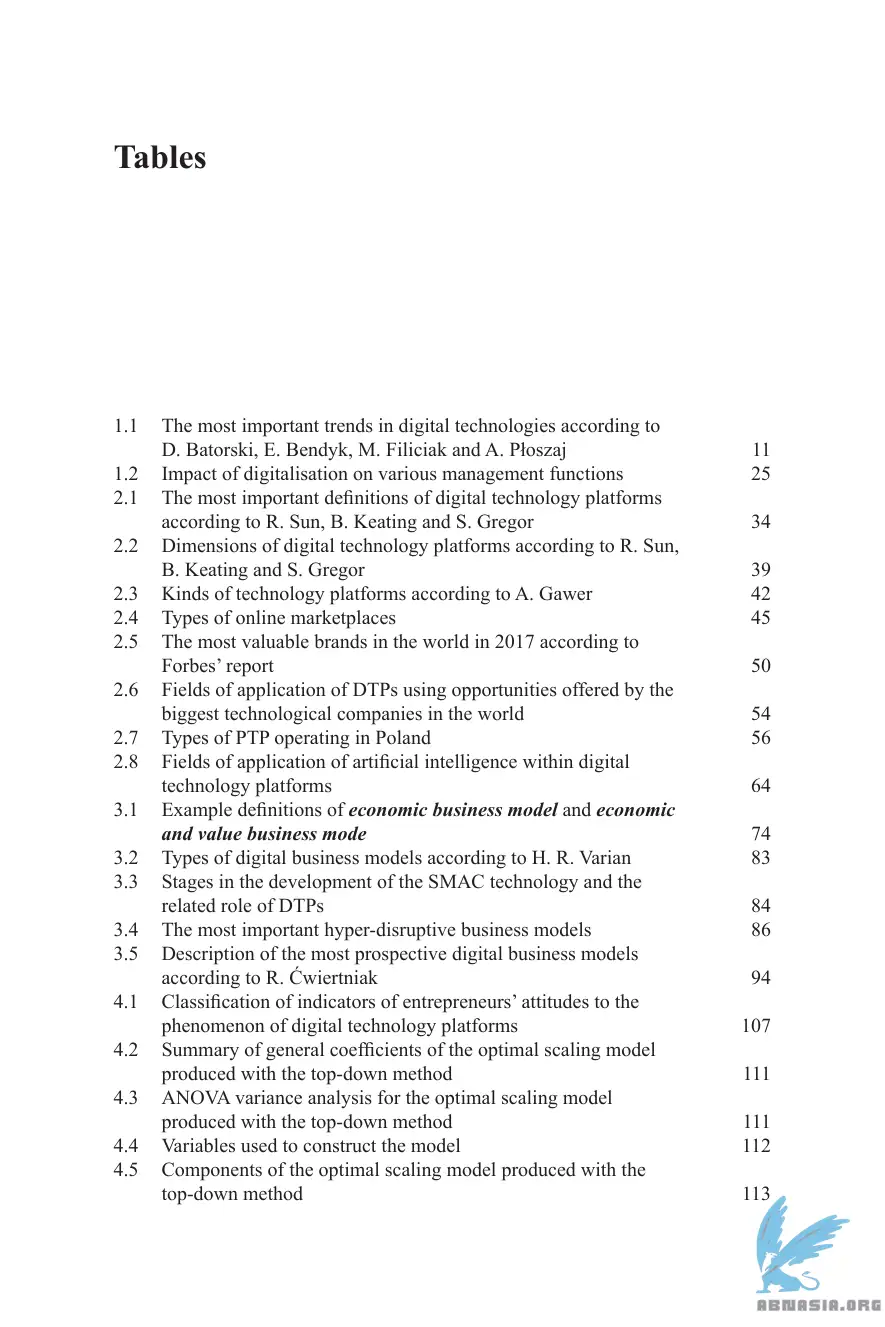 Tables
1.1 The most important trends in digital technologies according to
D. Batorski, E. Bendyk, M. Filiciak and A. Płoszaj 11
1.2 Impact of digitalisation on various management functions 25
2.1 The most important definitions of digital technology platforms
according to R. Sun, B. Keating and S. Gregor 34
2.2 Dimensions of digital technology platforms according to R. Sun,
B. Keating and S. Gregor 39
2.3 Kinds of technology platforms according to A. Gawer 42
2.4 Types of online marketplaces 45
2.5 The most valuable brands in the world in 2017 according to
Forbes’ report 50
2.6 Fields of application of DTPs using opportunities offered by the
biggest technological companies in the world 54
2.7 Types of PTP operating in Poland 56
2.8 Fields of application of artificial intelligence within digital
technology platforms 64
3.1 Example definitions of economic business model and economic
and value business mode 74
3.2 Types of digital business models according to H. R. Varian 83
3.3 Stages in the development of the SMAC technology and the
related role of DTPs 84
3.4 The most important hyper-disruptive business models 86
3.5 Description of the most prospective digital business models
according to R. Ćwiertniak 94
4.1 Classification of indicators of entrepreneurs’ attitudes to the
phenomenon of digital technology platforms 107
4.2 Summary of general coefficients of the optimal scaling model
produced with the top-down method 111
4.3 ANOVA variance analysis for the optimal scaling model
produced with the top-down method 111
4.4 Variables used to construct the model 112
4.5 Components of the optimal scaling model produced with the
top-down method 113
ABNASIA.ORG